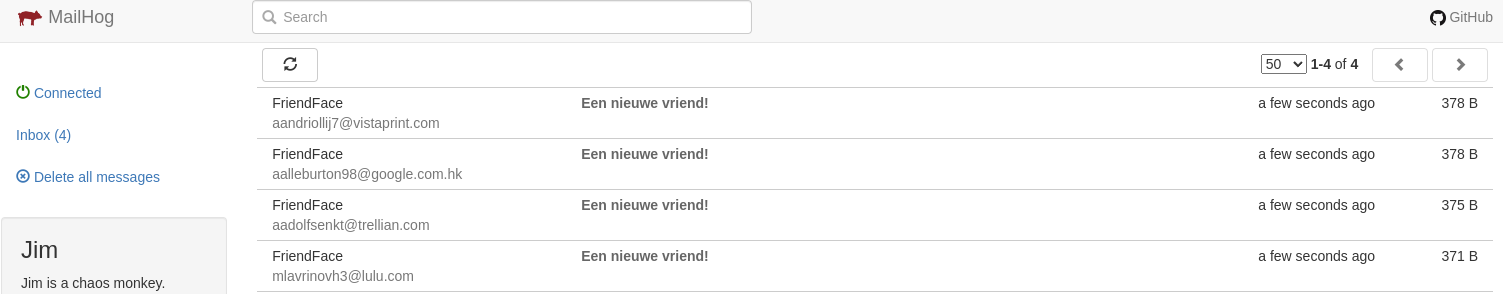 MailHog
Search
GitHub
50 1-4 of 4
Connected
Inbox (4)
Delete all messages
FriendFace Een nieuwe vriend! a few seconds ago 378 B
aandriollij7@vistaprint.com
FriendFace Een nieuwe vriend! a few seconds ago 378 B
aalleburton98@google.com.hk
FriendFace Een nieuwe vriend! a few seconds ago 375 B
aadolfsenkt@trellian.com
FriendFace Een nieuwe vriend! a few seconds ago 371 B
mlavrinovh3@lulu.com
Jim
Jim is a chaos monkey.